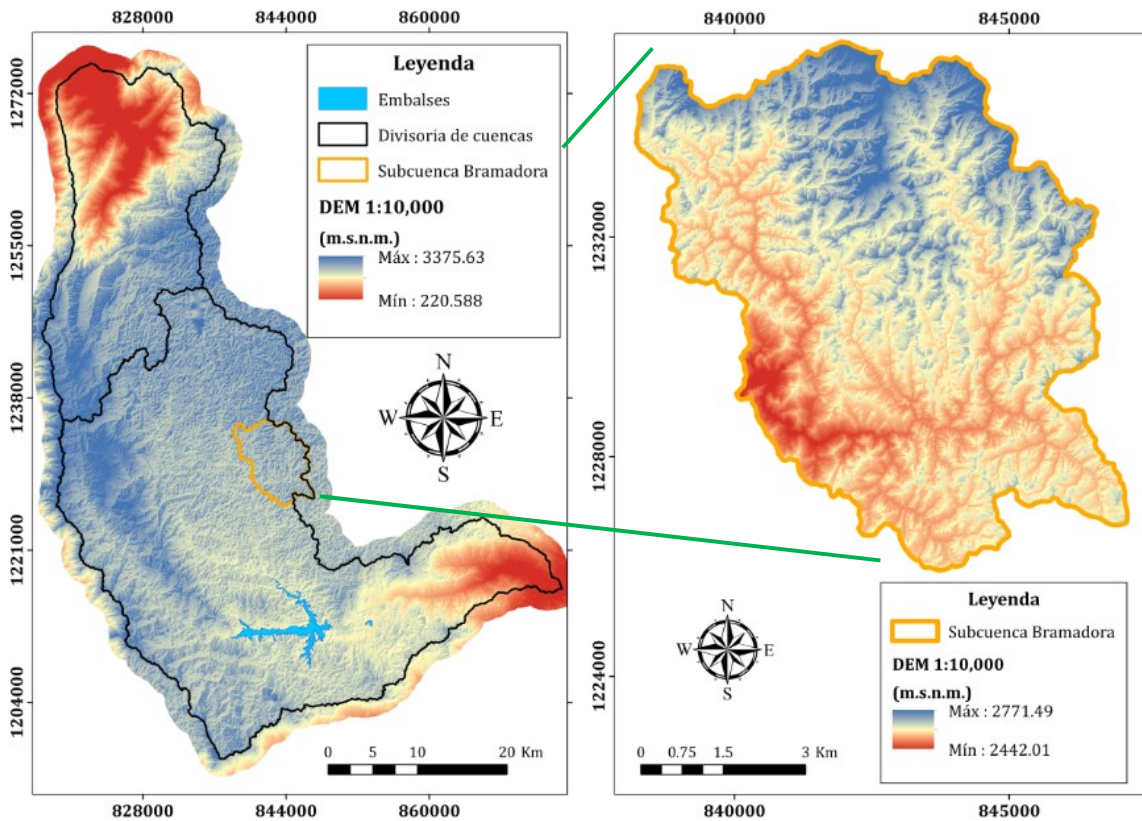 828000 844000 860000
1272000
1255000
1238000
1221000
1204000
Leyenda
Embalses
Divisoria de cuencas
Subcuenca Bramadora
DEM 1:10,000
(m.s.n.m.)
Máx : 3375.63
Mín : 220.588
N
W E
S
0 5 10 20 Km
828000 844000 860000
840000 845000
1232000
1228000
1224000
N
W E
S
0 0.75 1.5 3 Km
Leyenda
Subcuenca Bramadora
DEM 1:10,000
(m.s.n.m.)
Máx : 2771.49
Mín : 2442.01
840000 845000